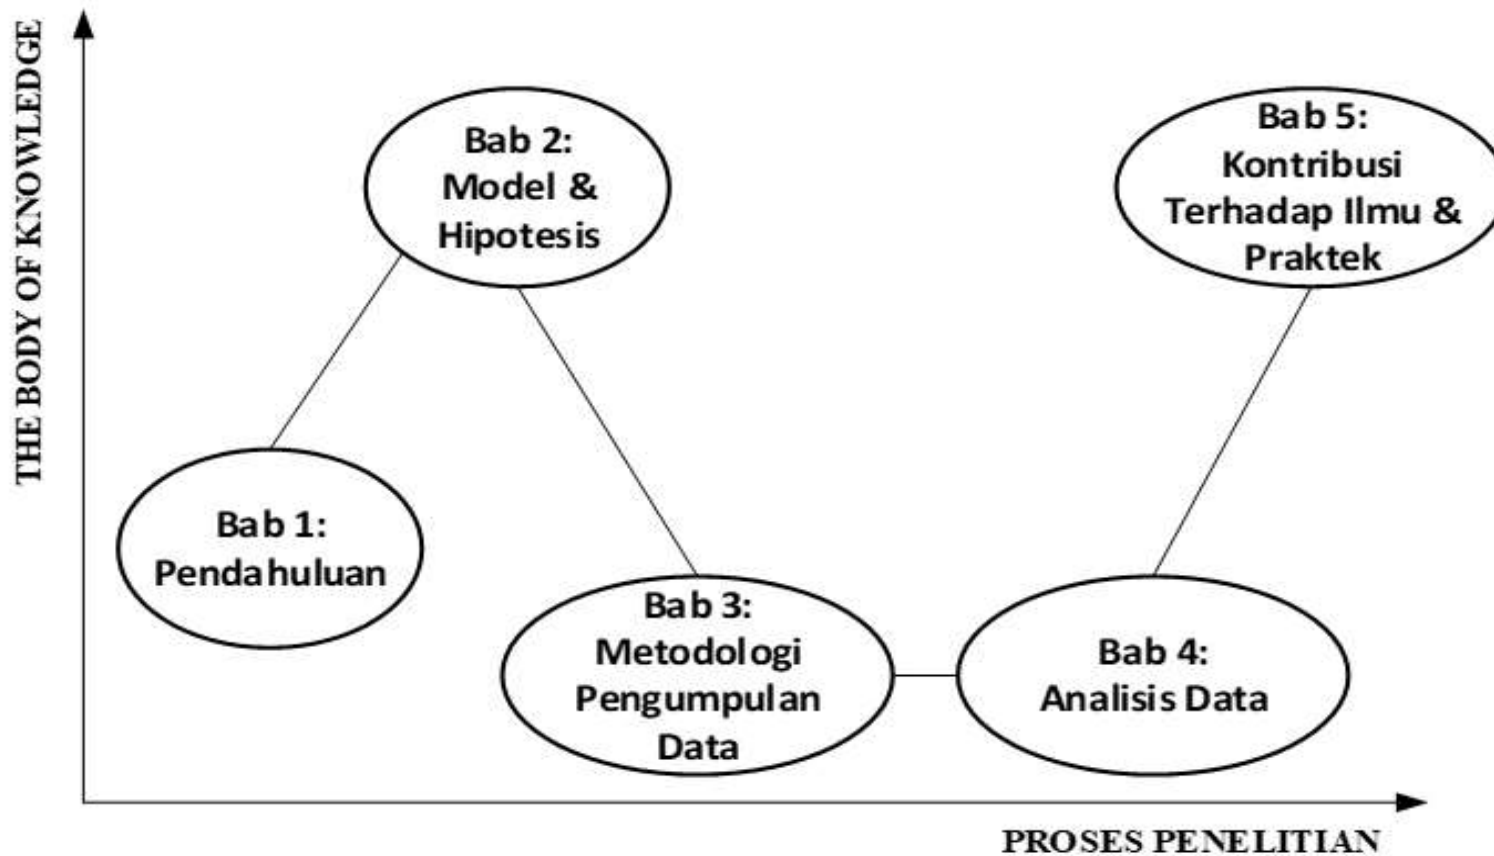 THE BODY OF KNOWLEDGE
Bab 2:
Model &
Hipotesis
Bab 5:
Kontribusi
Terhadap Ilmu &
Praktek
Bab 1:
Pendahuluan
Bab 3:
Metodologi
Pengumpulan
Data
Bab 4:
Analisis Data
PROSES PENELITIAN